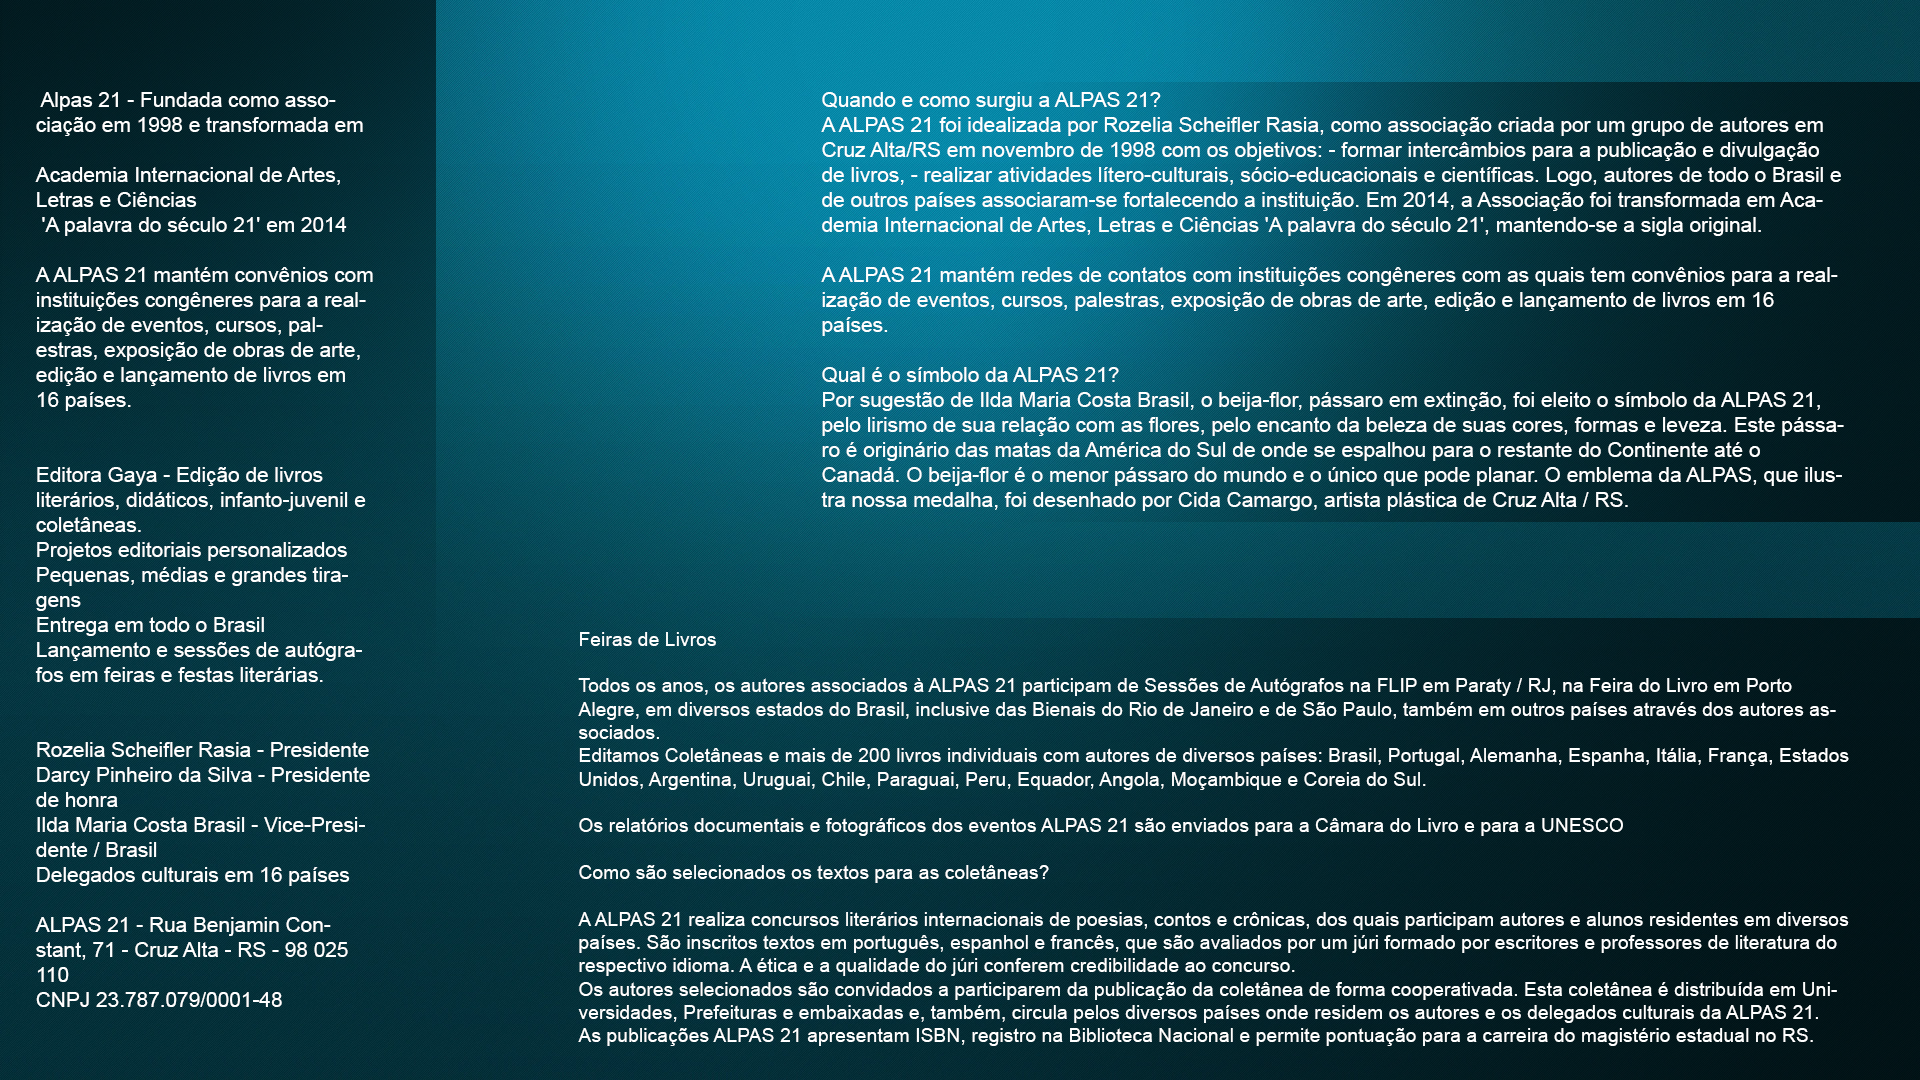 Alpas 21 - Fundada como asso-
ciação em 1998 e transformada em
Academia Internacional de Artes,
Letras e Ciências
'A palavra do século 21' em 2014
A ALPAS 21 mantém convênios com
instituições congêneres para a real-
ização de eventos, cursos, pal-
estras, exposição de obras de arte,
edição e lançamento de livros em
16 países.
Editora Gaya - Edição de livros
literários, didáticos, infanto-juvenil e
coletâneas.
Projetos editoriais personalizados
Pequenas, médias e grandes tira-
gens
Entrega em todo o Brasil
Lançamento e sessões de autógra-
fos em feiras e festas literárias.
Rozelia Scheifler Rasia - Presidente
Darcy Pinheiro da Silva - Presidente
de honra
Ilda Maria Costa Brasil - Vice-Presi-
dente / Brasil
Delegados culturais em 16 países
ALPAS 21 - Rua Benjamin Con-
stant, 71 - Cruz Alta - RS - 98 025
110
CNPJ 23.787.079/0001-48
Quando e como surgiu a ALPAS 21?
A ALPAS 21 foi idealizada por Rozelia Scheifler Rasia, como associação criada por um grupo de autores em
Cruz Alta/RS em novembro de 1998 com os objetivos: - formar intercâmbios para a publicação e divulgação
de livros, - realizar atividades lítero-culturais, sócio-educacionais e científicas. Logo, autores de todo o Brasil e
de outros países associaram-se fortalecendo a instituição. Em 2014, a Associação foi transformada em Aca-
demia Internacional de Artes, Letras e Ciências 'A palavra do século 21', mantendo-se a sigla original.
A ALPAS 21 mantém redes de contatos com instituições congêneres com as quais tem convênios para a real-
ização de eventos, cursos, palestras, exposição de obras de arte, edição e lançamento de livros em 16
países.
Qual é o símbolo da ALPAS 21?
Por sugestão de Ilda Maria Costa Brasil, o beija-flor, pássaro em extinção, foi eleito o símbolo da ALPAS 21,
pelo lirismo de sua relação com as flores, pelo encanto da beleza de suas cores, formas e leveza. Este pássa-
ro é originário das matas da América do Sul de onde se espalhou para o restante do Continente até o
Canadá. O beija-flor é o menor pássaro do mundo e o único que pode planar. O emblema da ALPAS, que ilus-
tra nossa medalha, foi desenhado por Cida Camargo, artista plástica de Cruz Alta / RS.
Feiras de Livros
Todos os anos, os autores associados à ALPAS 21 participam de Sessões de Autógrafos na FLIP em Paraty / RJ, na Feira do Livro em Porto
Alegre, em diversos estados do Brasil, inclusive das Bienais do Rio de Janeiro e de São Paulo, também em outros países através dos autores as-
sociados.
Editamos Coletâneas e mais de 200 livros individuais com autores de diversos países: Brasil, Portugal, Alemanha, Espanha, Itália, França, Estados
Unidos, Argentina, Uruguai, Chile, Paraguai, Peru, Equador, Angola, Moçambique e Coreia do Sul.
Os relatórios documentais e fotográficos dos eventos ALPAS 21 são enviados para a Câmara do Livro e para a UNESCO
Como são selecionados os textos para as coletâneas?
A ALPAS 21 realiza concursos literários internacionais de poesias, contos e crônicas, dos quais participam autores e alunos residentes em diversos
países. São inscritos textos em português, espanhol e francês, que são avaliados por um júri formado por escritores e professores de literatura do
respectivo idioma. A ética e a qualidade do júri conferem credibilidade ao concurso.
Os autores selecionados são convidados a participarem da publicação da coletânea de forma cooperativada. Esta coletânea é distribuída em Uni-
versidades, Prefeituras e embaixadas e, também, circula pelos diversos países onde residem os autores e os delegados culturais da ALPAS 21.
As publicações ALPAS 21 apresentam ISBN, registro na Biblioteca Nacional e permite pontuação para a carreira do magistério estadual no RS.